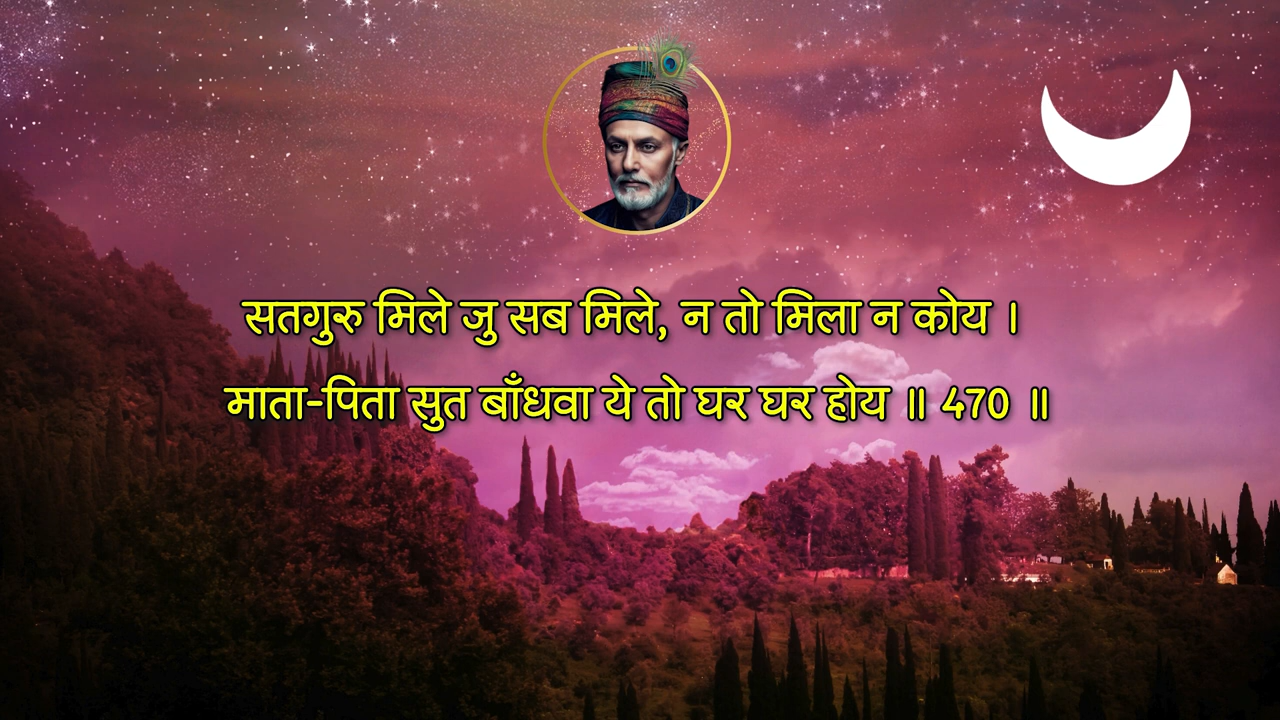 सतगुरु मिले जु सब मिले, न तो मिला न कोय ।
माता-पिता सुत बाँधवा ये तो घर घर होय ॥ 470 ॥